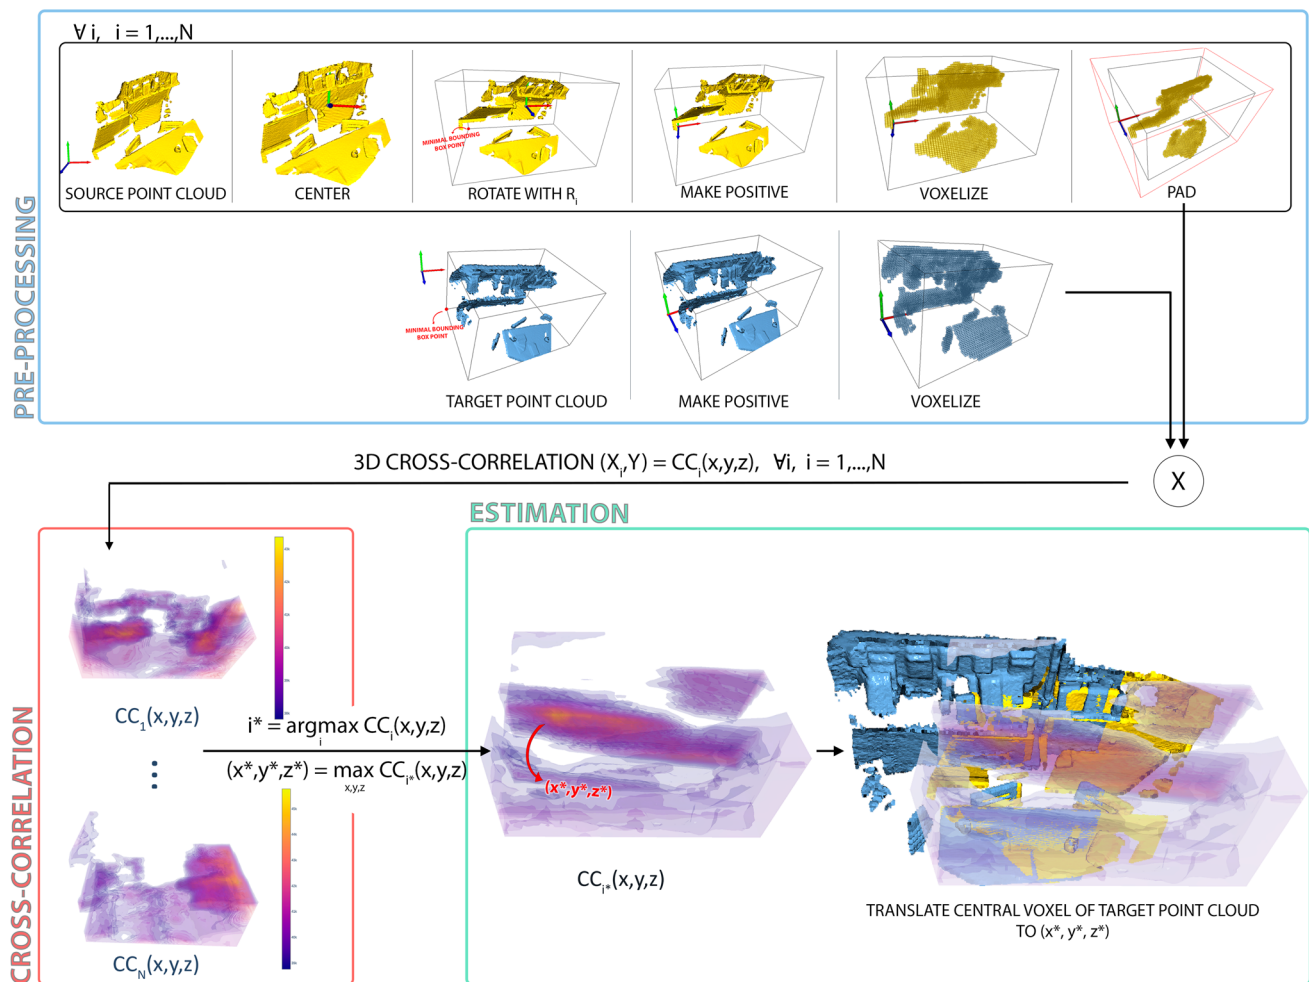 PRE-PROCESSING
∀ i, i = 1,...,N
SOURCE POINT CLOUD
CENTER
MINIMAL BOUNDING
BOX POINT
ROTATE WITH Rᵢ
MAKE POSITIVE
VOXELIZE
PAD
MINIMAL BOUNDING
BOX POINT
TARGET POINT CLOUD
MAKE POSITIVE
VOXELIZE
3D CROSS-CORRELATION (Xᵢ,Y) = CCᵢ(x,y,z), ∀i, i = 1,...,N
X
CROSS-CORRELATION
CC₁(x,y,z)
i* = argmax CCᵢ(x,y,z)
i
(x*,y*,z*) = max CCᵢ*(x,y,z)
x,y,z
CC_N(x,y,z)
ESTIMATION
(x*,y*,z*)
CCᵢ*(x,y,z)
TRANSLATE CENTRAL VOXEL OF TARGET POINT CLOUD
TO (x*, y*, z*)